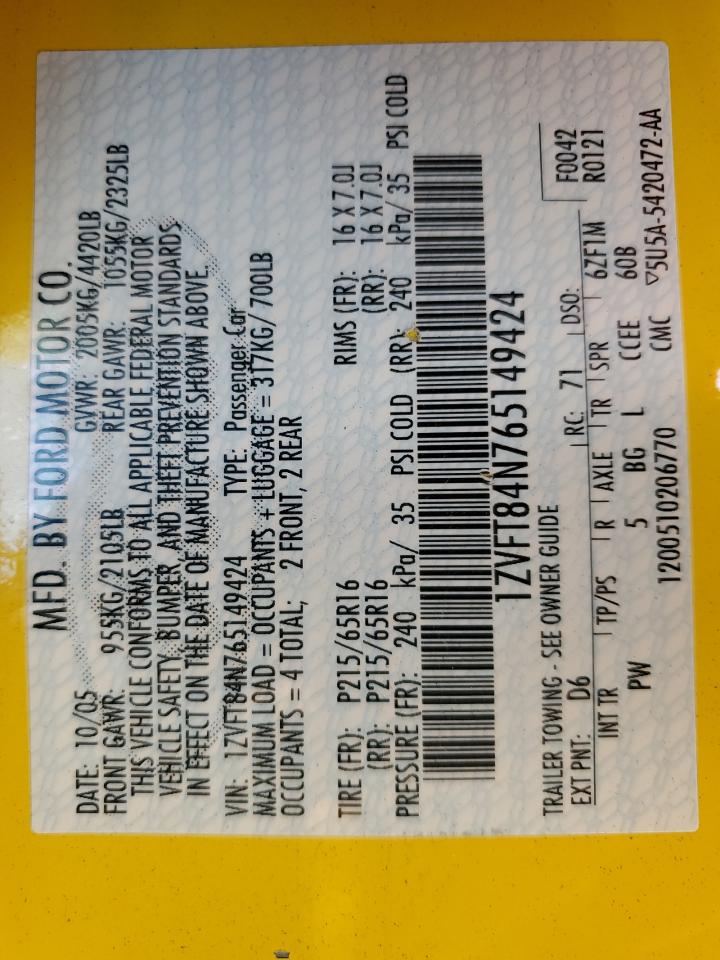 MFD. BY FORD MOTOR CO.
DATE: 10/05 GVWR: 2005KG/4420LB
FRONT GAWR: 955KG/2105LB REAR GAWR: 1055KG/2325LB
THIS VEHICLE CONFORMS TO ALL APPLICABLE FEDERAL MOTOR
VEHICLE SAFETY, BUMPER, AND THEFT PREVENTION STANDARDS
IN EFFECT ON THE DATE OF MANUFACTURE SHOWN ABOVE.
VIN: 1ZVFT84N765149424 TYPE: Passenger Car
MAXIMUM LOAD = OCCUPANTS + LUGGAGE = 317KG/700LB
OCCUPANTS = 4 TOTAL; 2 FRONT, 2 REAR
TIRE (FR): P215/65R16 RIMS (FR): 16 X 7.0J
(RR): P215/65R16 (RR): 16 X 7.0J
PRESSURE (FR): 240 kPa/ 35 PSI COLD (RR): 240 kPa/ 35 PSI COLD
1ZVFT84N765149424
TRAILER TOWING - SEE OWNER GUIDE
EXT PNT: D6 RC: 71 DSO: F0042
R0121
INT TR TP/PS R AXLE TR SPR 6ZF1M
PW 5 BG L CCEE 60B
1200510206770 CMC ▽5U5A-5420472-AA